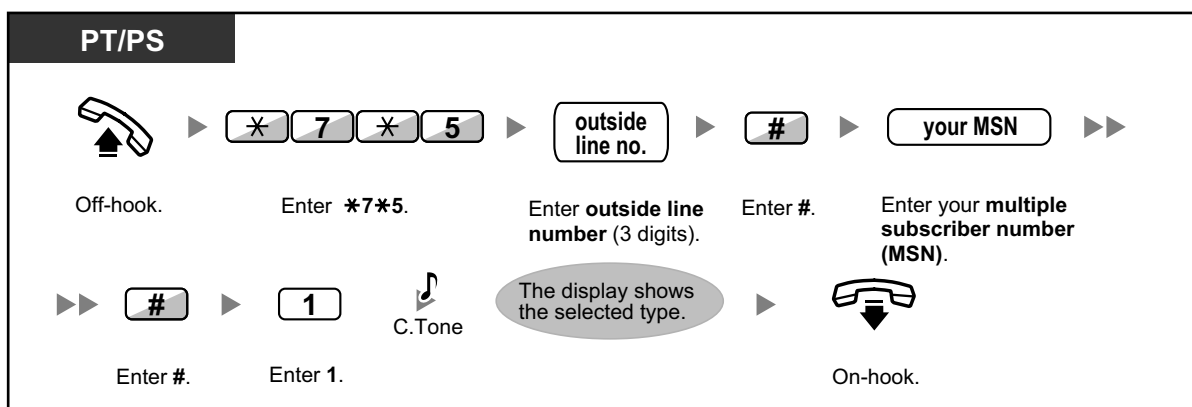 PT/PS
* 7 * 5
outside
line no.
#
your MSN
Off-hook.
Enter *7*5.
Enter outside line
number (3 digits).
Enter #.
Enter your multiple
subscriber number
(MSN).
#
1
C.Tone
The display shows
the selected type.
Enter #.
Enter 1.
On-hook.